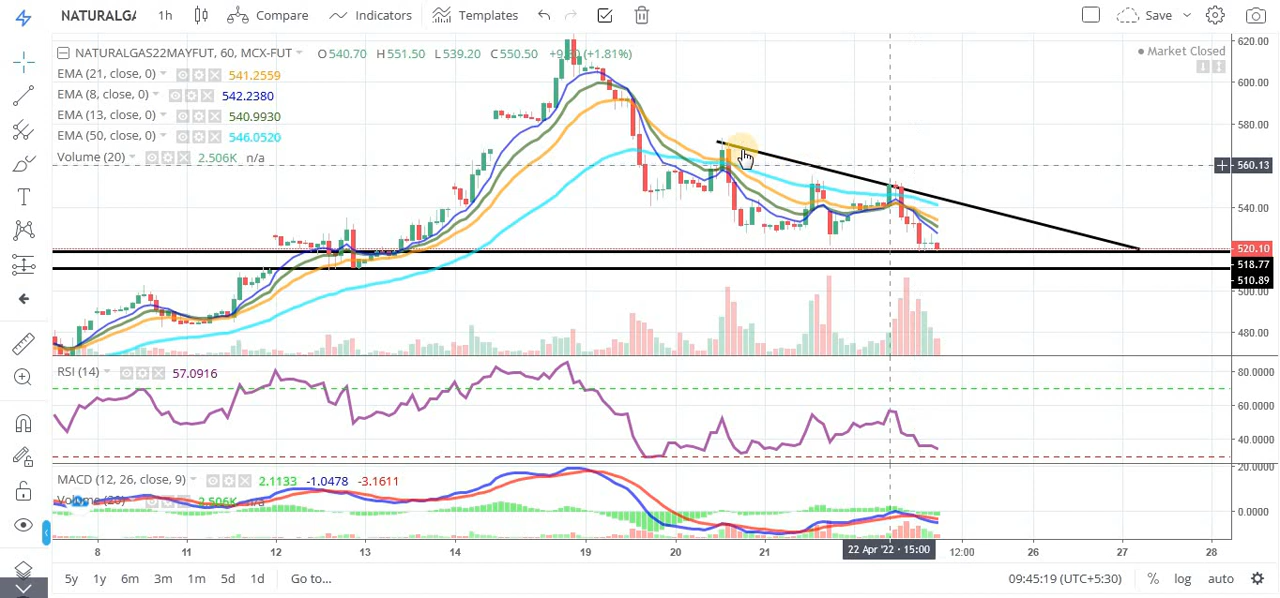 NATURALGA 1h Compare Indicators Templates Save
NATURALGAS22MAYFUT, 60, MCX-FUT O540.70 H551.50 L539.20 C550.50 (+1.81%)
Market Closed
EMA (21, close, 0) 541.2559
EMA (8, close, 0) 542.2380
EMA (13, close, 0) 540.9930
EMA (50, close, 0) 546.0520
Volume (20) 2.506K n/a
620.00
600.00
580.00
560.13
540.00
520.10
518.77
510.89
500.00
480.00
RSI (14) 57.0916
80.0000
60.0000
40.0000
MACD (12, 26, close, 9) 2.1133 -1.0478 -3.1611
Volume (20) 2.506K n/a
20.0000
0.0000
8 11 12 13 14 19 20 21 22 Apr '22 - 15:00 12:00 26 27 28
5y 1y 6m 3m 1m 5d 1d Go to... 09:45:19 (UTC+5:30) % log auto